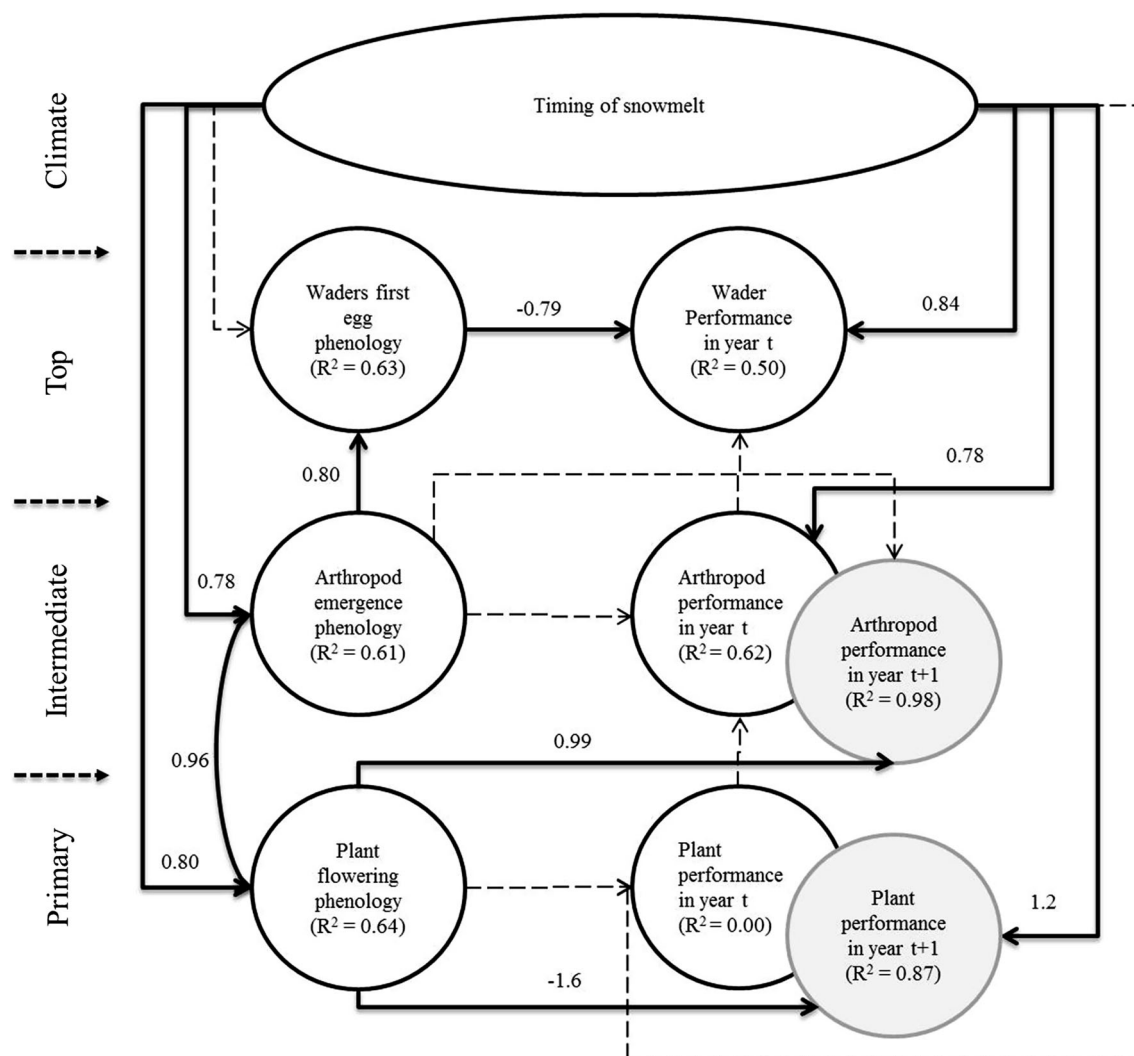 Climate
Timing of snowmelt
Top
Waders first
egg
phenology
(R² = 0.63)
-0.79
Wader
Performance
in year t
(R² = 0.50)
0.84
0.80
0.78
Intermediate
0.78
Arthropod
emergence
phenology
(R² = 0.61)
Arthropod
performance
in year t
(R² = 0.62)
Arthropod
performance
in year t+1
(R² = 0.98)
0.96
0.99
Primary
0.80
Plant
flowering
phenology
(R² = 0.64)
Plant
performance
in year t
(R² = 0.00)
Plant
performance
in year t+1
(R² = 0.87)
1.2
-1.6